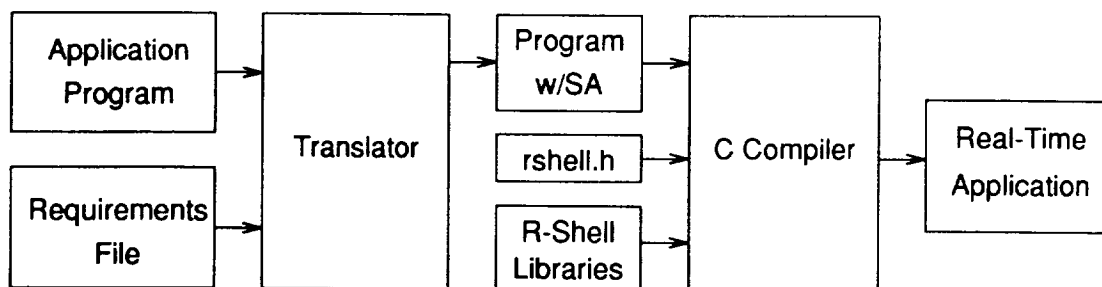 Application
Program
Requirements
File
Translator
Program
w/SA
rshell.h
R-Shell
Libraries
C Compiler
Real-Time
Application